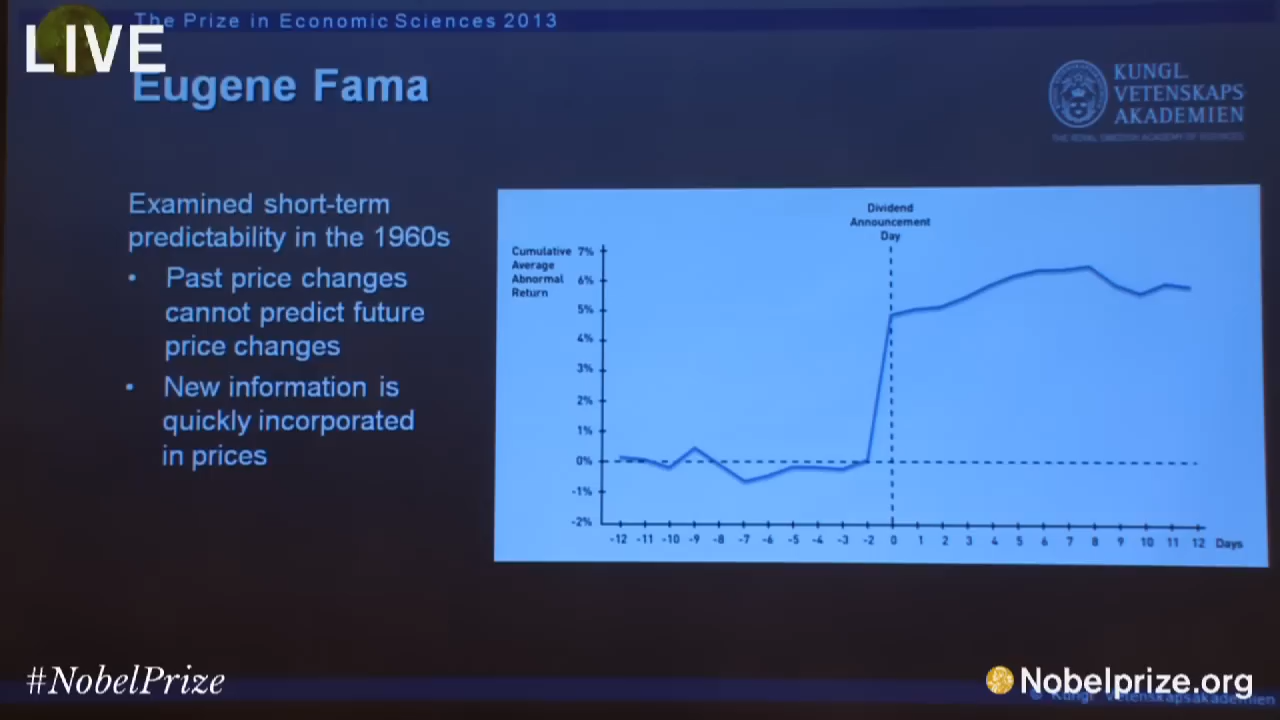 The Prize in Economic Sciences 2013
LIVE
Eugene Fama
KUNGL.
VETENSKAPS
AKADEMIEN
THE ROYAL SWEDISH ACADEMY OF SCIENCES
Examined short-term
predictability in the 1960s
• Past price changes
cannot predict future
price changes
• New information is
quickly incorporated
in prices
Dividend
Announcement
Day
Cumulative
Average
Abnormal
Return
7%
6%
5%
4%
3%
2%
1%
0%
-1%
-2%
-12 -11 -10 -9 -8 -7 -6 -5 -4 -3 -2 0 1 2 3 4 5 6 7 8 9 10 11 12 Days
#NobelPrize
Nobelprize.org
© Kungl. Vetenskapsakademien